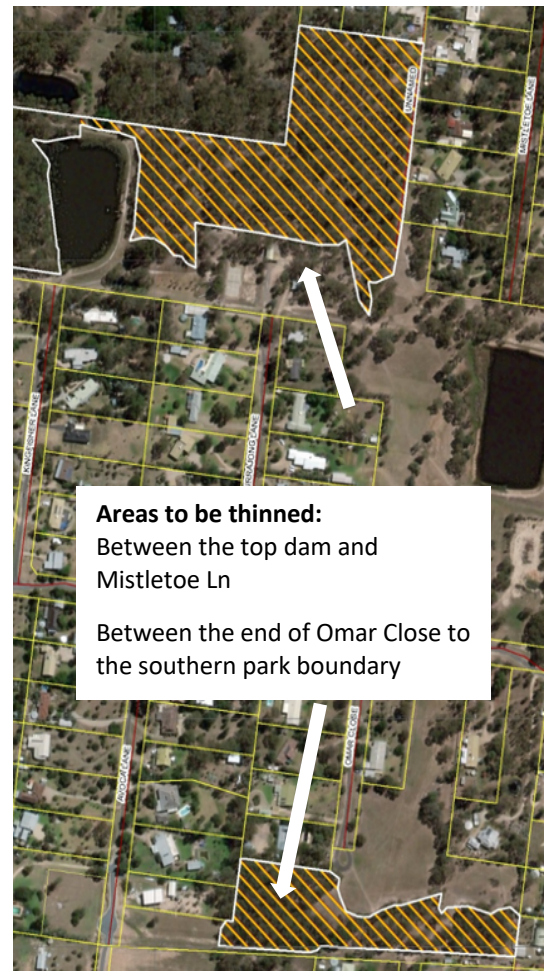 UNNAMED
MISTLETOE LANE
KINGFISHER LANE
RRAJONG LANE
Areas to be thinned:
Between the top dam and
Mistletoe Ln
Between the end of Omar Close to
the southern park boundary
OMAR CLOSE